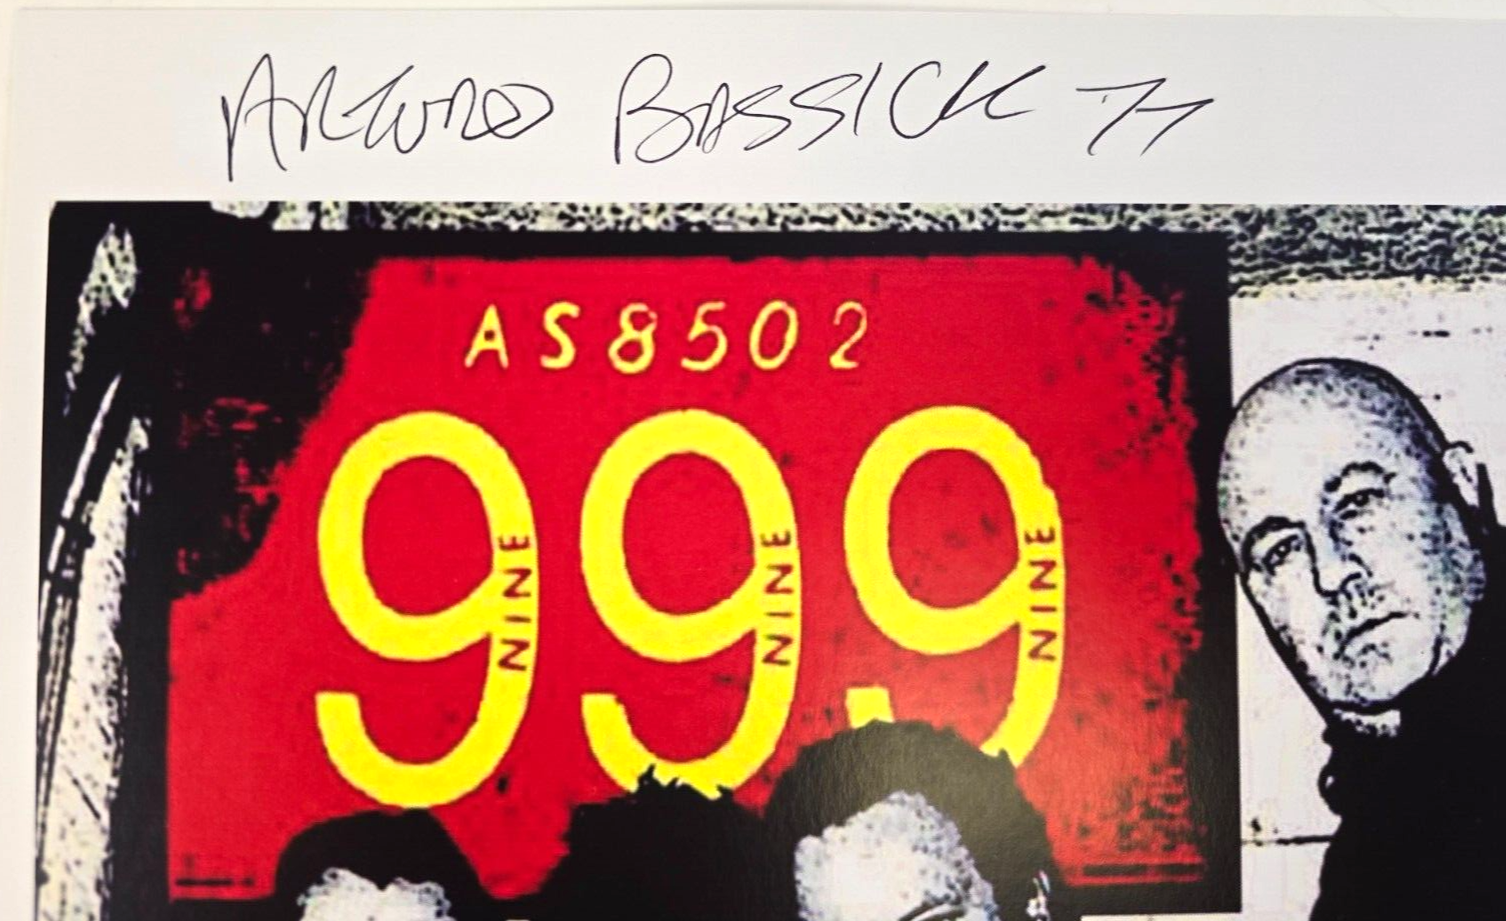 ARTURO BASSICK 77
AS8502
999
NINE NINE NINE